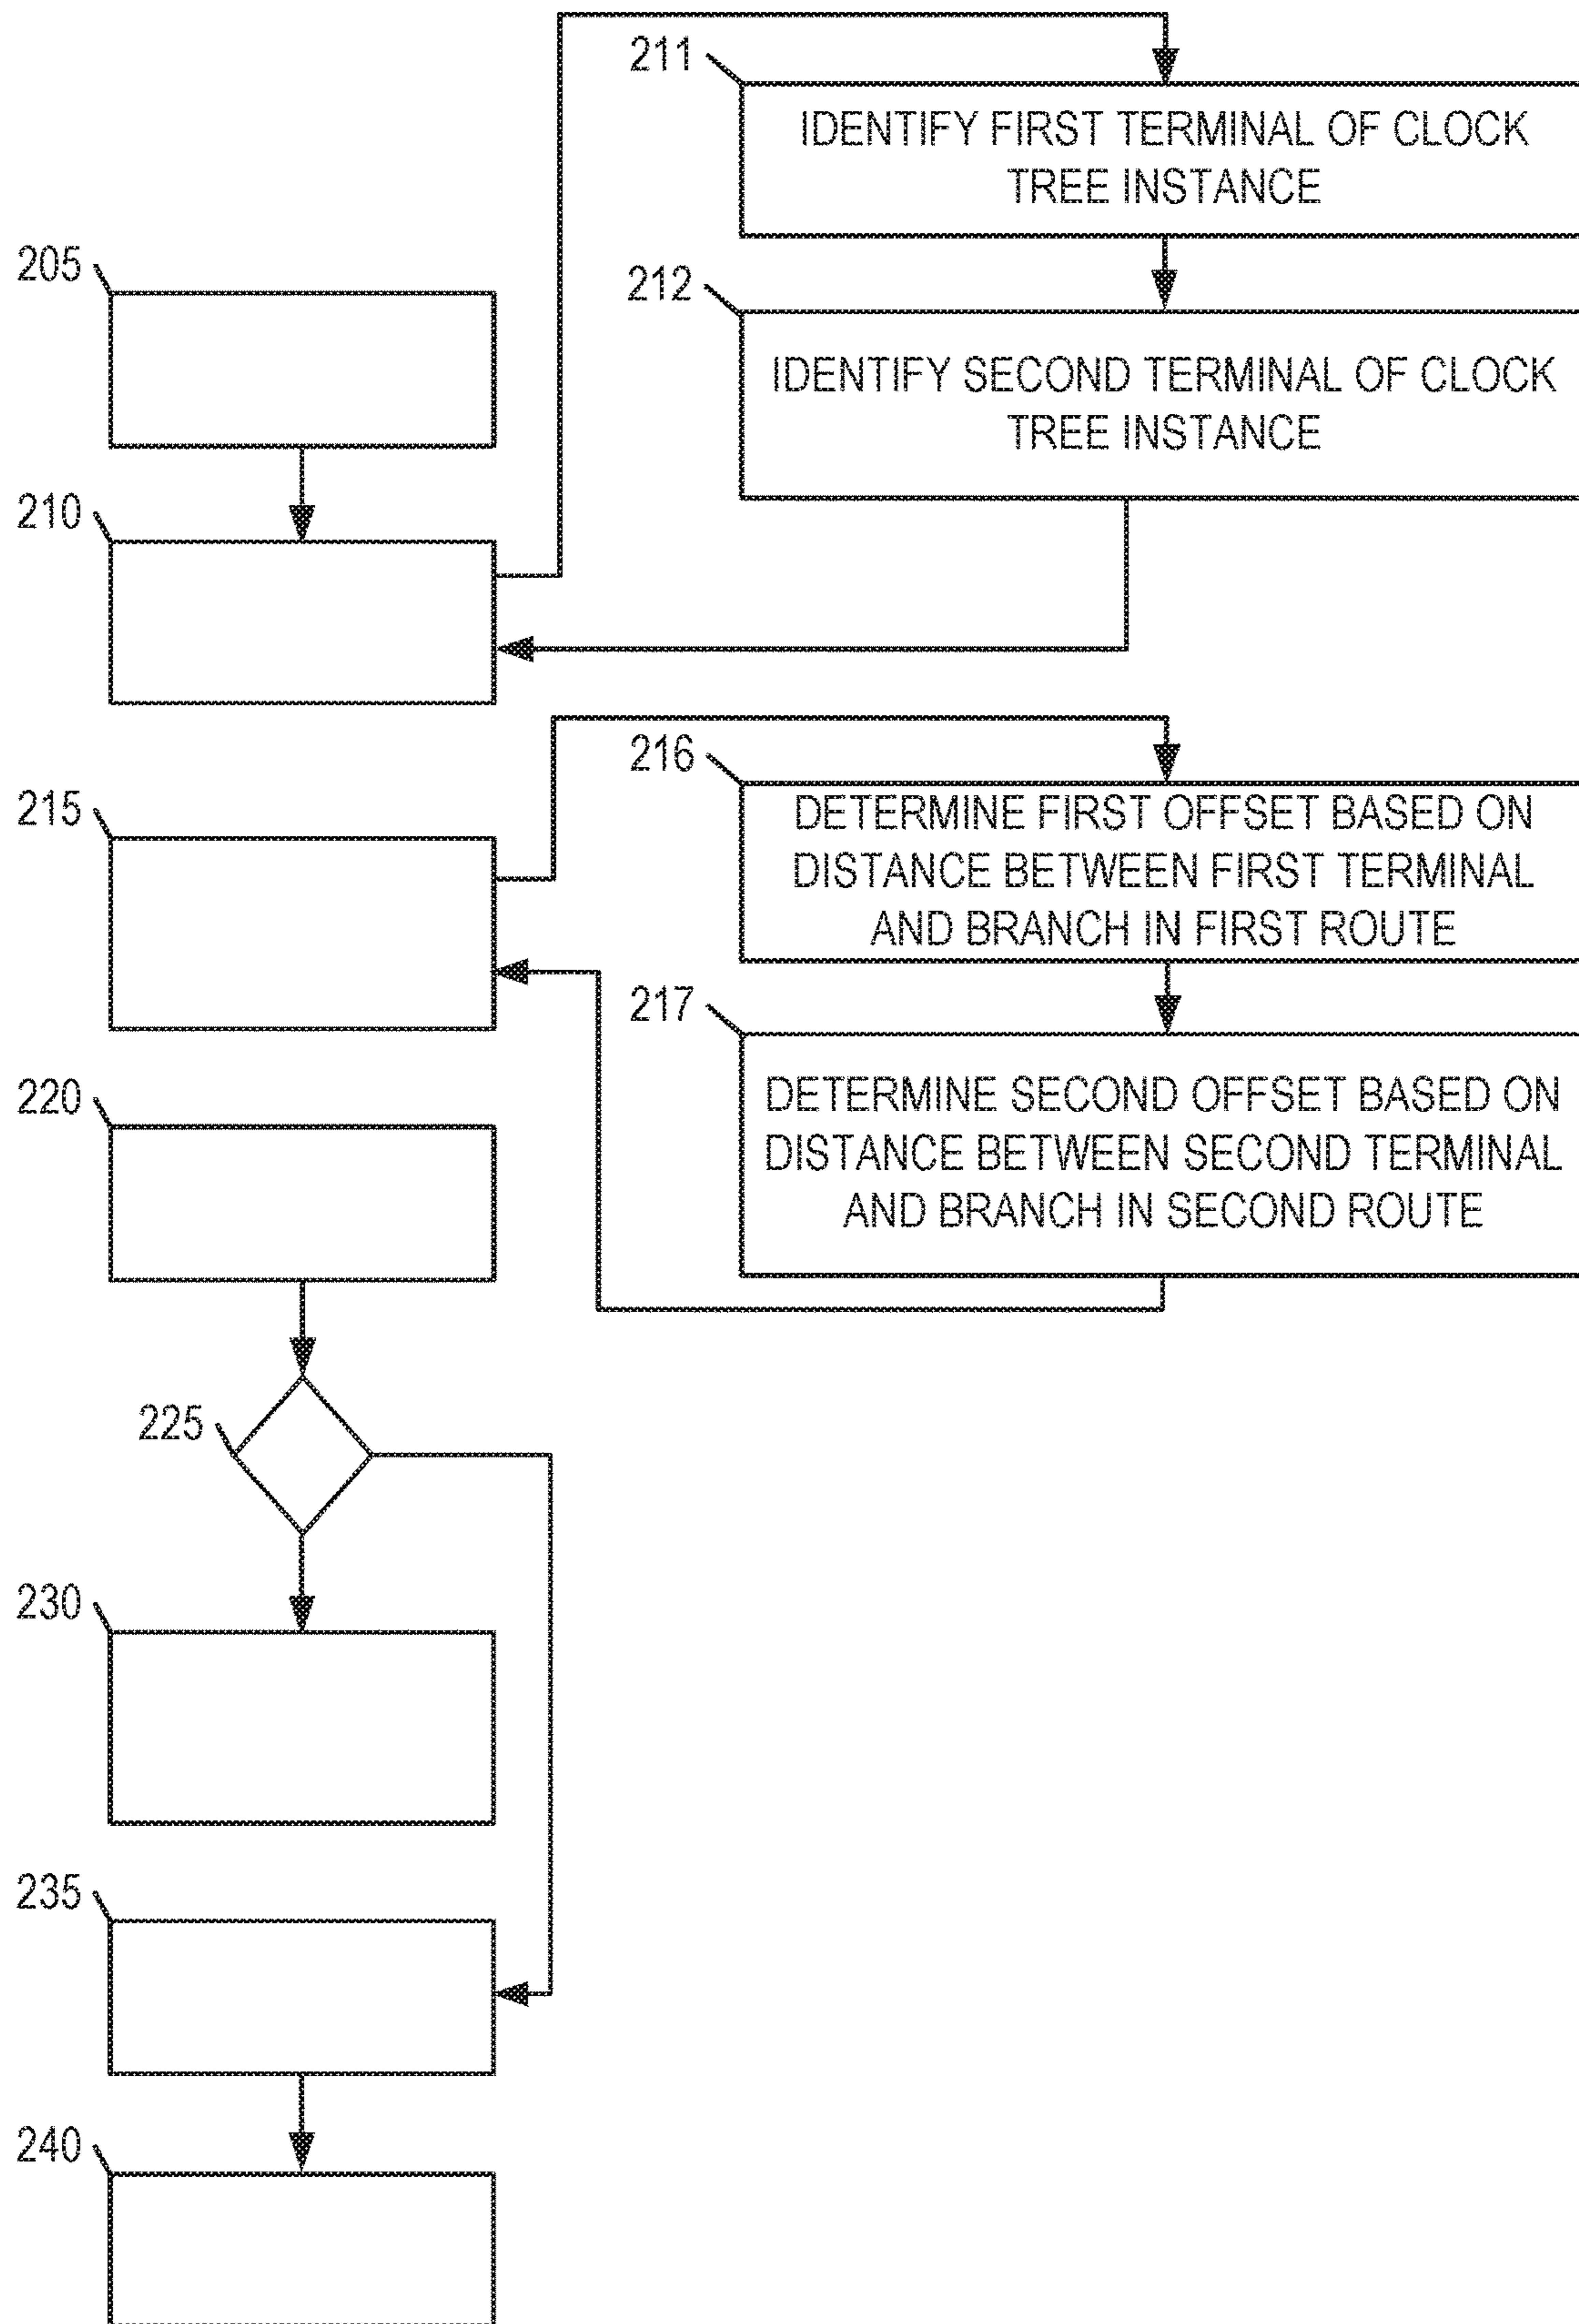 211
IDENTIFY FIRST TERMINAL OF CLOCK
TREE INSTANCE
205
212
IDENTIFY SECOND TERMINAL OF CLOCK
TREE INSTANCE
210
216
215
DETERMINE FIRST OFFSET BASED ON
DISTANCE BETWEEN FIRST TERMINAL
AND BRANCH IN FIRST ROUTE
217
220
DETERMINE SECOND OFFSET BASED ON
DISTANCE BETWEEN SECOND TERMINAL
AND BRANCH IN SECOND ROUTE
225
230
235
240